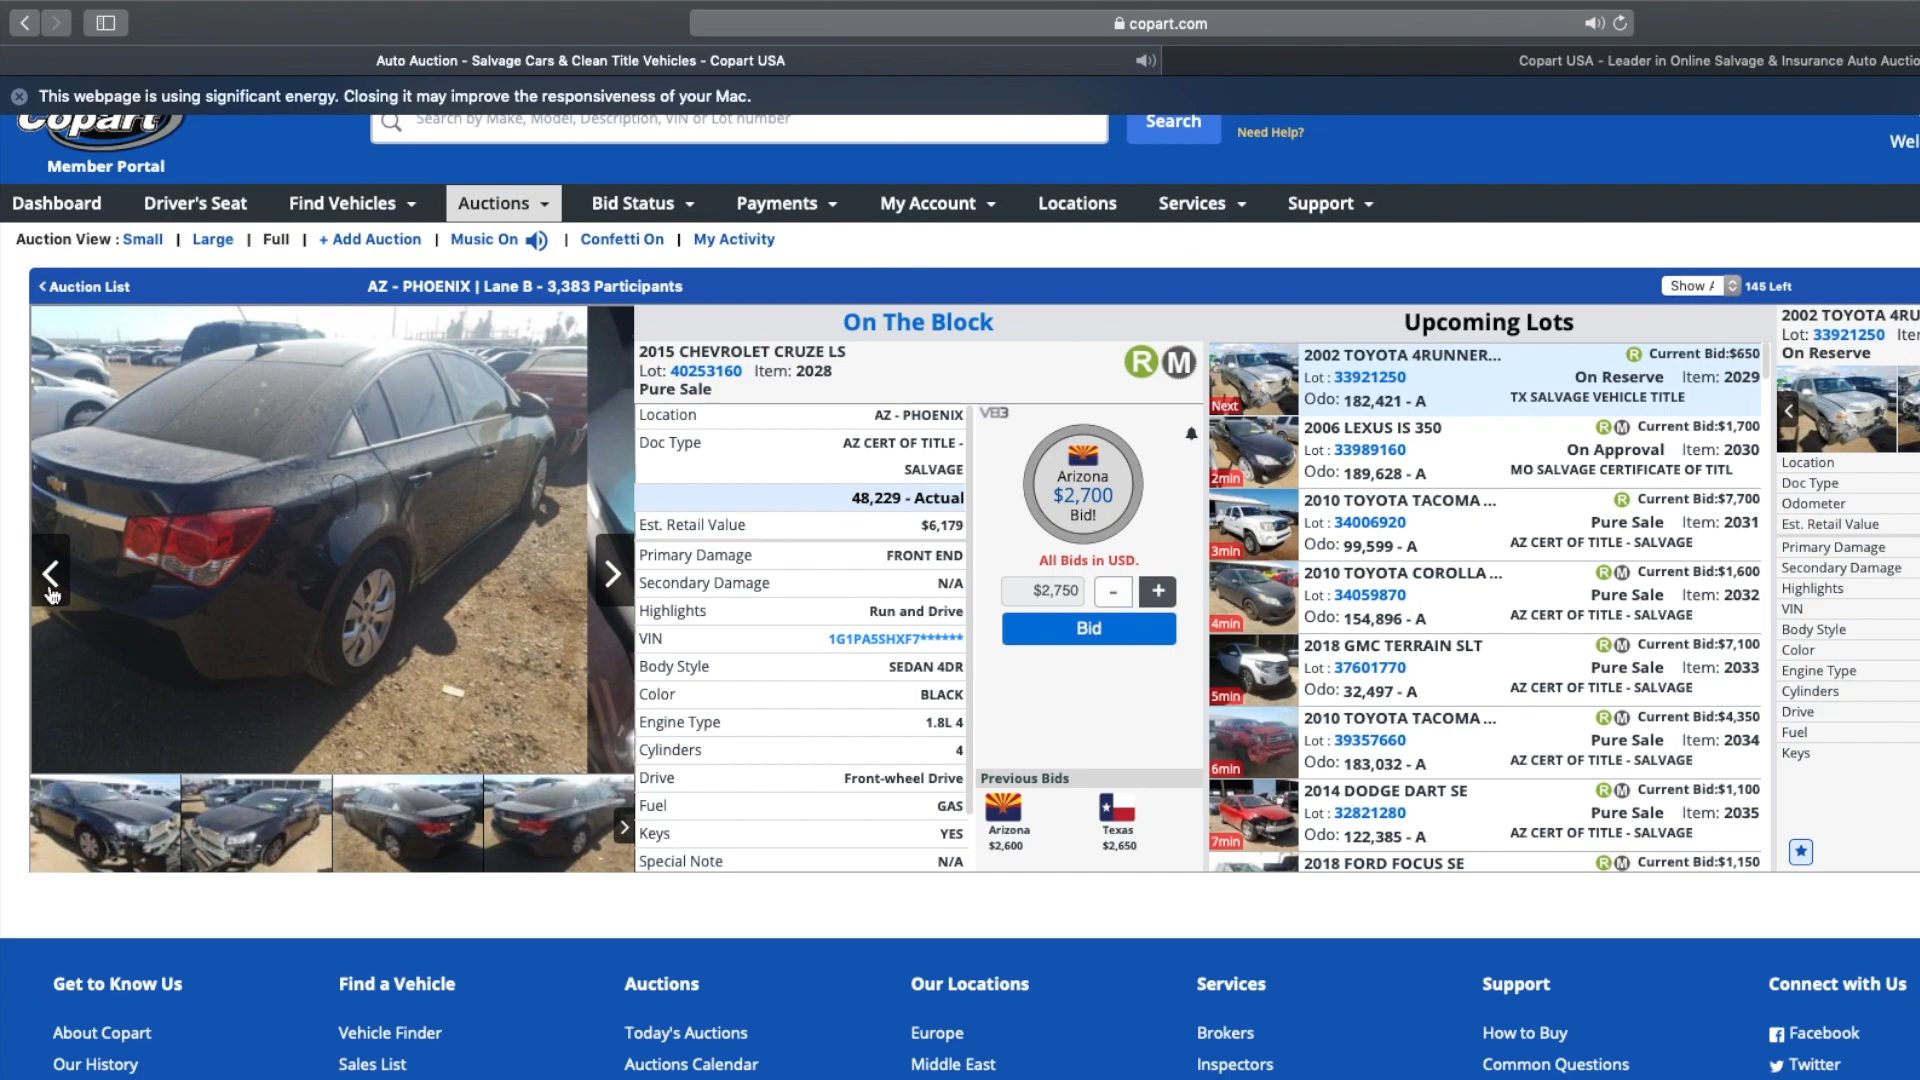 copart.com
Auto Auction - Salvage Cars & Clean Title Vehicles - Copart USA
Copart USA - Leader in Online Salvage & Insurance Auto Auctio
This webpage is using significant energy. Closing it may improve the responsiveness of your Mac.
Copart
Member Portal
Search by Make, Model, Description, VIN or Lot number
Search
Need Help?
Wel
Dashboard Driver's Seat Find Vehicles Auctions Bid Status Payments My Account Locations Services Support
Auction View : Small | Large | Full | + Add Auction | Music On | Confetti On | My Activity
Auction List
AZ - PHOENIX | Lane B - 3,383 Participants
Show A
145 Left
On The Block
2015 CHEVROLET CRUZE LS
Lot: 40253160 Item: 2028
Pure Sale
R M
Location AZ - PHOENIX
Doc Type AZ CERT OF TITLE -
SALVAGE
48,229 - Actual
Est. Retail Value $6,179
Primary Damage FRONT END
Secondary Damage N/A
Highlights Run and Drive
VIN 1G1PA5SHXF7******
Body Style SEDAN 4DR
Color BLACK
Engine Type 1.8L 4
Cylinders 4
Drive Front-wheel Drive
Fuel GAS
Keys YES
Special Note N/A
VB3
Arizona
$2,700
Bid!
All Bids in USD.
$2,750 - +
Bid
Previous Bids
Arizona
$2,600
Texas
$2,650
Upcoming Lots
2002 TOYOTA 4RUNNER... R Current Bid:$650
Lot : 33921250 On Reserve Item: 2029
Odo: 182,421 - A TX SALVAGE VEHICLE TITLE
Next
2006 LEXUS IS 350 R M Current Bid:$1,700
Lot : 33989160 On Approval Item: 2030
Odo: 189,628 - A MO SALVAGE CERTIFICATE OF TITL
2min
2010 TOYOTA TACOMA ... R Current Bid:$7,700
Lot : 34006920 Pure Sale Item: 2031
Odo: 99,599 - A AZ CERT OF TITLE - SALVAGE
3min
2010 TOYOTA COROLLA ... R M Current Bid:$1,600
Lot : 34059870 Pure Sale Item: 2032
Odo: 154,896 - A AZ CERT OF TITLE - SALVAGE
4min
2018 GMC TERRAIN SLT R M Current Bid:$7,100
Lot : 37601770 Pure Sale Item: 2033
Odo: 32,497 - A AZ CERT OF TITLE - SALVAGE
5min
2010 TOYOTA TACOMA ... R M Current Bid:$4,350
Lot : 39357660 Pure Sale Item: 2034
Odo: 183,032 - A AZ CERT OF TITLE - SALVAGE
6min
2014 DODGE DART SE R M Current Bid:$1,100
Lot : 32821280 Pure Sale Item: 2035
Odo: 122,385 - A AZ CERT OF TITLE - SALVAGE
7min
2018 FORD FOCUS SE R M Current Bid:$1,150
2002 TOYOTA 4RU
Lot: 33921250 Iter
On Reserve
Location
Doc Type
Odometer
Est. Retail Value
Primary Damage
Secondary Damage
Highlights
VIN
Body Style
Color
Engine Type
Cylinders
Drive
Fuel
Keys
Get to Know Us Find a Vehicle Auctions Our Locations Services Support Connect with Us
About Copart Vehicle Finder Today's Auctions Europe Brokers How to Buy Facebook
Our History Sales List Auctions Calendar Middle East Inspectors Common Questions Twitter